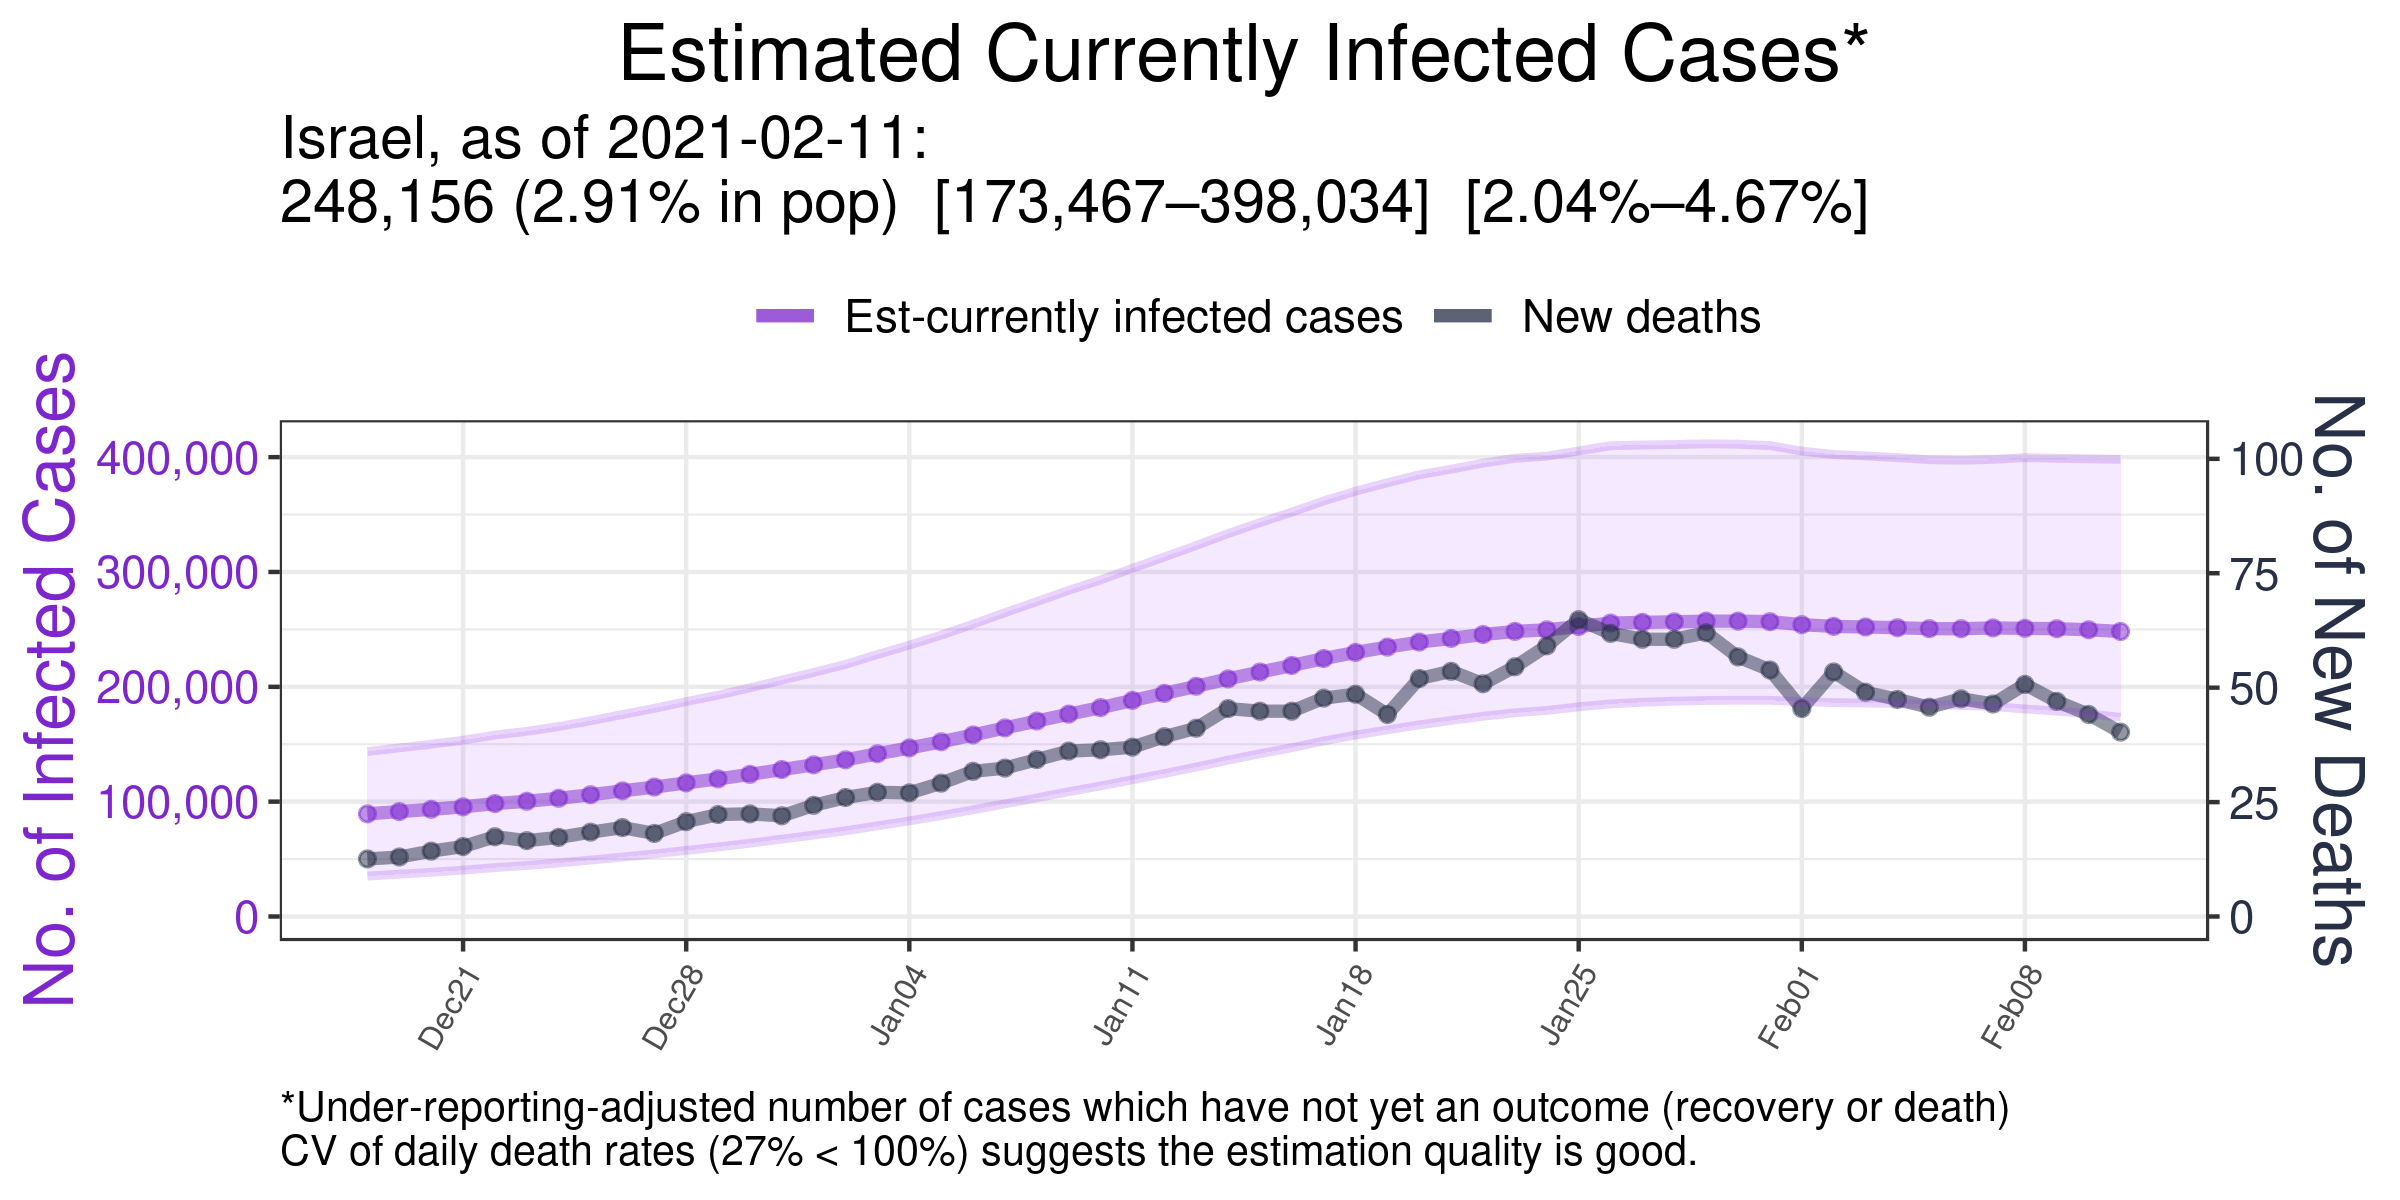 Estimated Currently Infected Cases*
Israel, as of 2021-02-11:
248,156 (2.91% in pop)  [173,467–398,034]  [2.04%–4.67%]
Est-currently infected cases
New deaths
No. of Infected Cases
400,000
300,000
200,000
100,000
0
No. of New Deaths
100
75
50
25
0
Dec21
Dec28
Jan04
Jan11
Jan18
Jan25
Feb01
Feb08
*Under-reporting-adjusted number of cases which have not yet an outcome (recovery or death)
CV of daily death rates (27% < 100%) suggests the estimation quality is good.